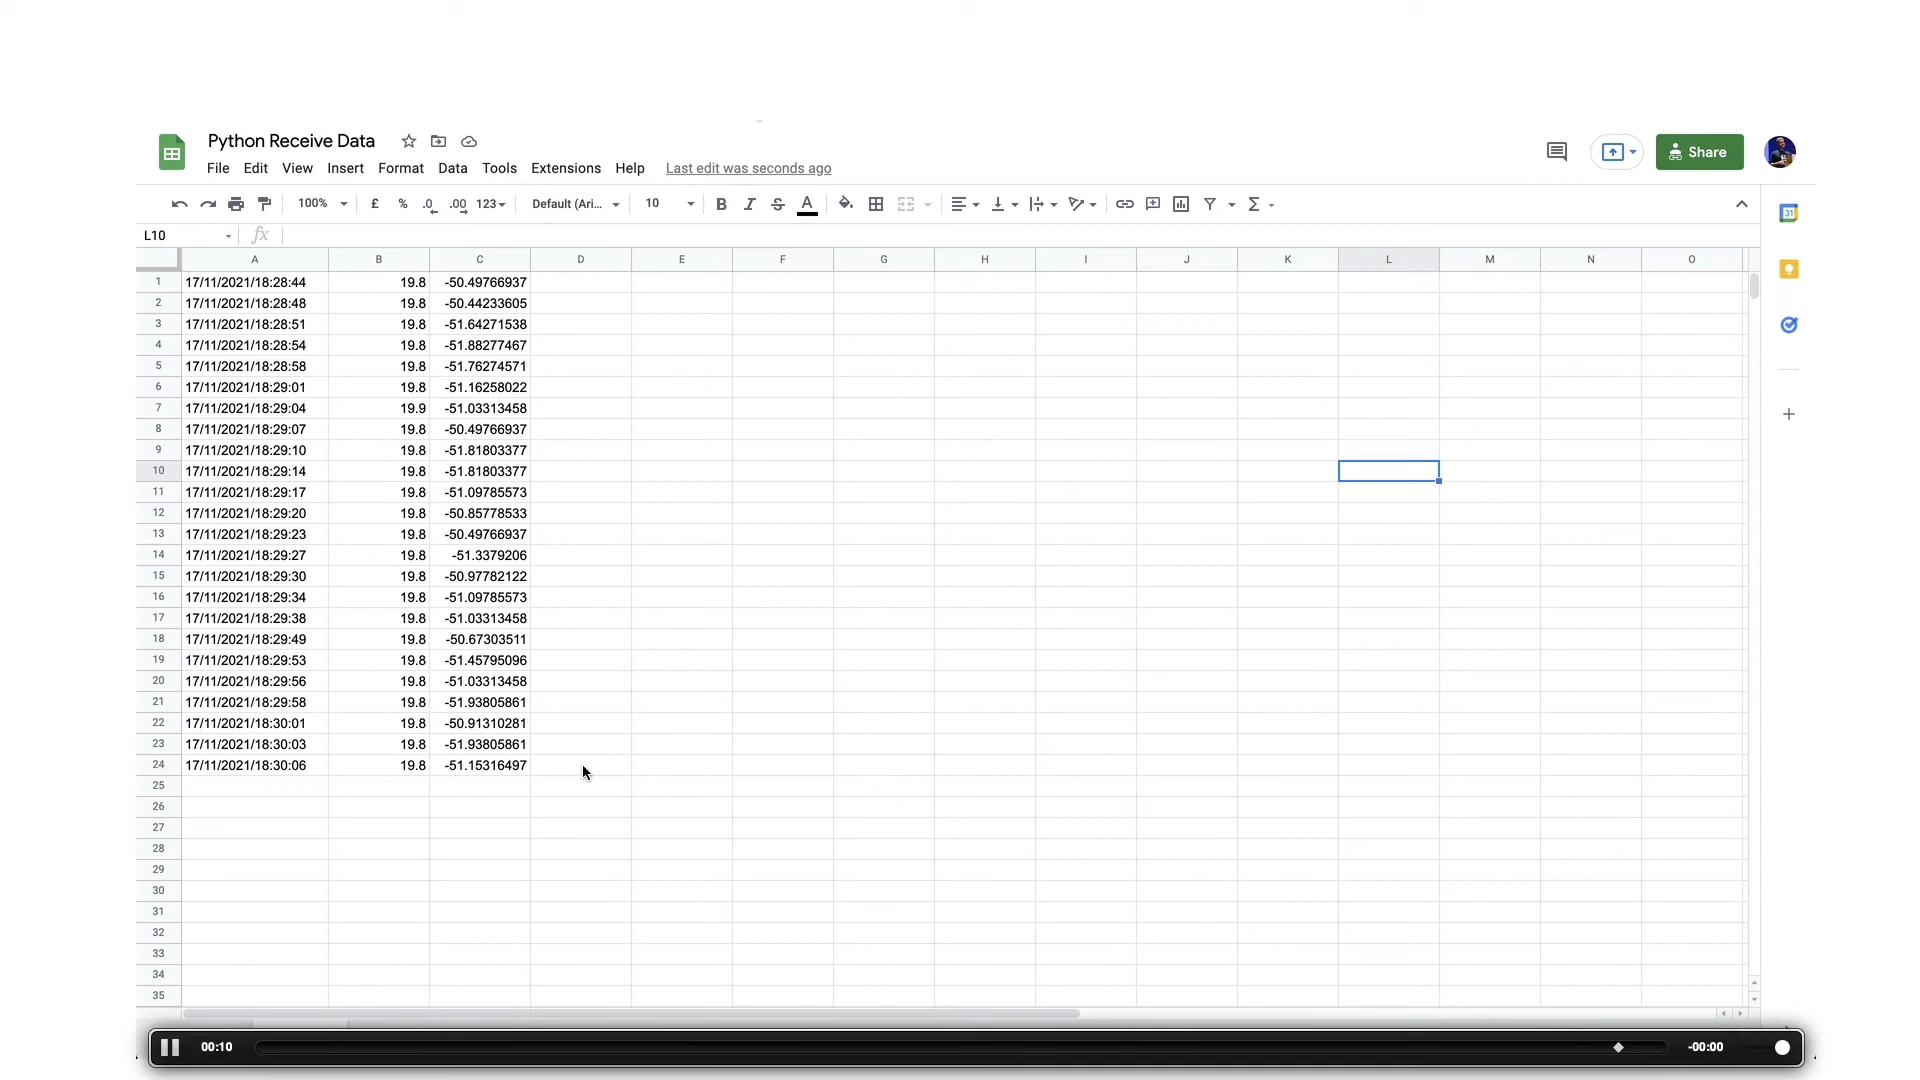 Python Receive Data
File Edit View Insert Format Data Tools Extensions Help Last edit was seconds ago
Share
100% £ % .0 .00 123 Default (Ari... 10 B I S A Σ
31
L10 fx
A B C D E F G H I J K L M N O
1 17/11/2021/18:28:44 19.8 -50.49766937
2 17/11/2021/18:28:48 19.8 -50.44233605
3 17/11/2021/18:28:51 19.8 -51.64271538
4 17/11/2021/18:28:54 19.8 -51.88277467
5 17/11/2021/18:28:58 19.8 -51.76274571
6 17/11/2021/18:29:01 19.8 -51.16258022
7 17/11/2021/18:29:04 19.9 -51.03313458
8 17/11/2021/18:29:07 19.8 -50.49766937
9 17/11/2021/18:29:10 19.8 -51.81803377
10 17/11/2021/18:29:14 19.8 -51.81803377
11 17/11/2021/18:29:17 19.8 -51.09785573
12 17/11/2021/18:29:20 19.8 -50.85778533
13 17/11/2021/18:29:23 19.8 -50.49766937
14 17/11/2021/18:29:27 19.8 -51.3379206
15 17/11/2021/18:29:30 19.8 -50.97782122
16 17/11/2021/18:29:34 19.8 -51.09785573
17 17/11/2021/18:29:38 19.8 -51.03313458
18 17/11/2021/18:29:49 19.8 -50.67303511
19 17/11/2021/18:29:53 19.8 -51.45795096
20 17/11/2021/18:29:56 19.8 -51.03313458
21 17/11/2021/18:29:58 19.8 -51.93805861
22 17/11/2021/18:30:01 19.8 -50.91310281
23 17/11/2021/18:30:03 19.8 -51.93805861
24 17/11/2021/18:30:06 19.8 -51.15316497
25
26
27
28
29
30
31
32
33
34
35
00:10 -00:00